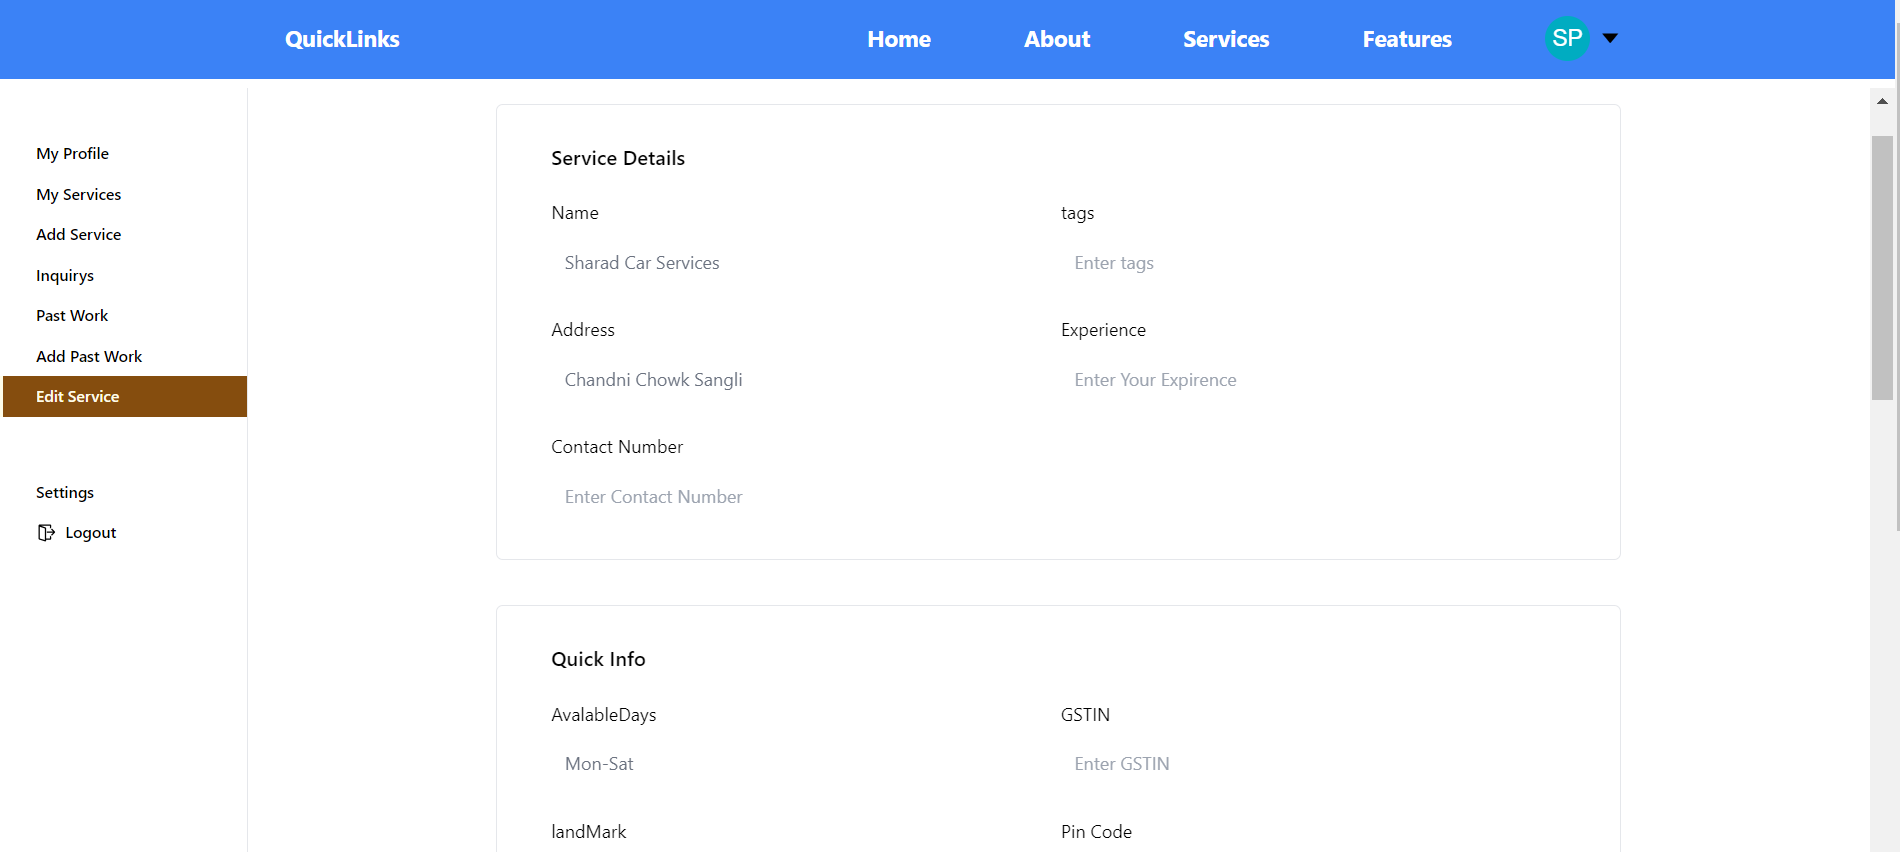 QuickLinks
Home
About
Services
Features
SP
My Profile
My Services
Add Service
Inquirys
Past Work
Add Past Work
Edit Service
Settings
Logout
Service Details
Name
tags
Sharad Car Services
Enter tags
Address
Experience
Chandni Chowk Sangli
Enter Your Expirence
Contact Number
Enter Contact Number
Quick Info
AvalableDays
GSTIN
Mon-Sat
Enter GSTIN
landMark
Pin Code